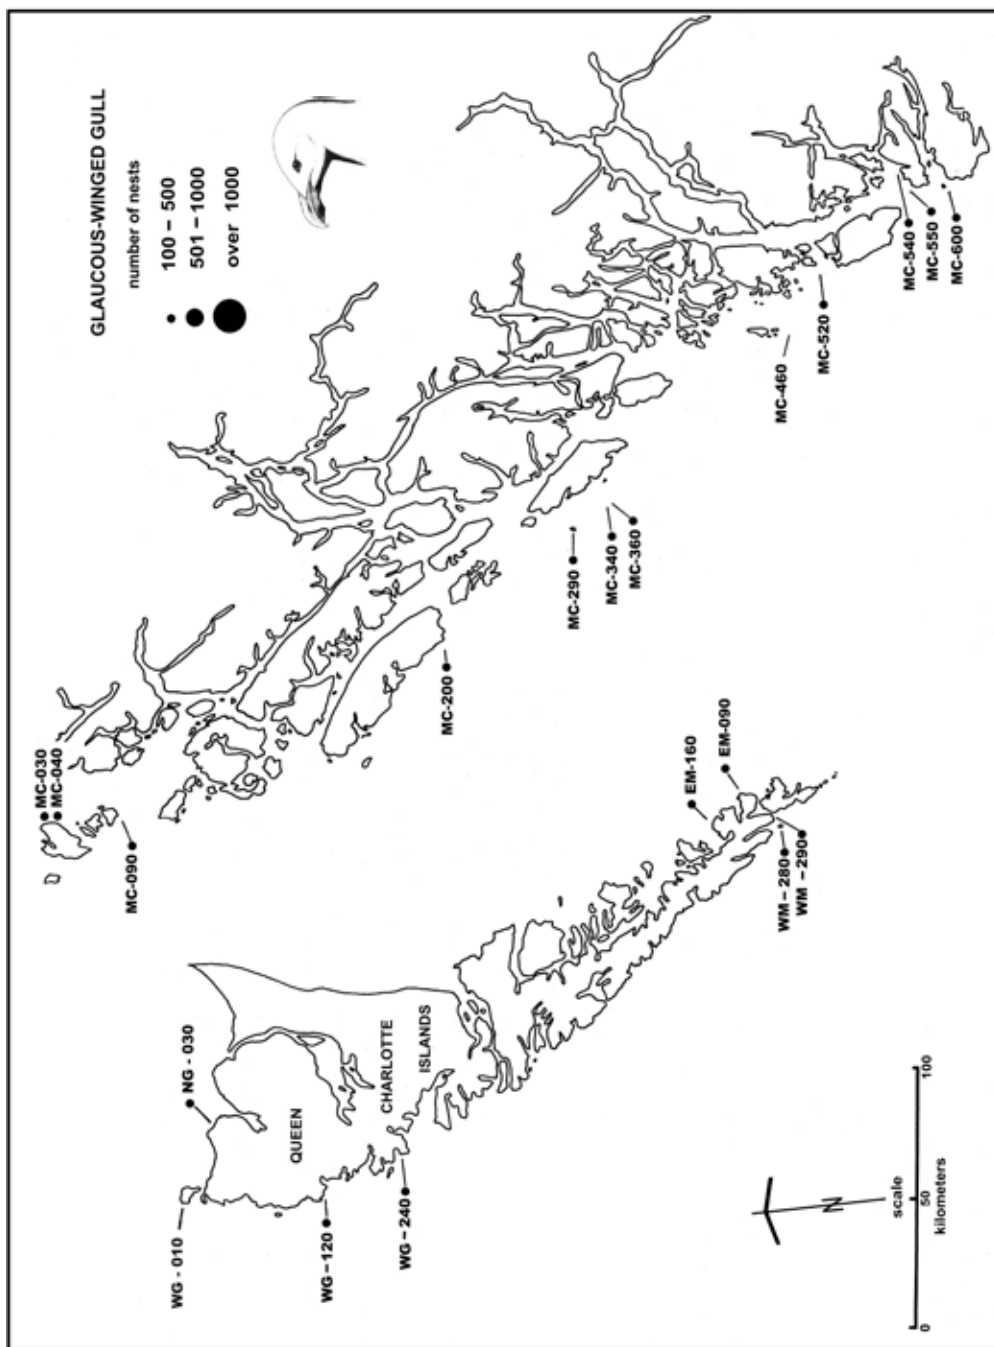 GLAUCOUS-WINGED GULL
number of nests
100 – 500
501 – 1000
over 1000
MC-030
MC-040
MC-090
MC-200
MC-290
MC-340
MC-360
MC-460
MC-520
MC-540
MC-550
MC-600
NG - 030
WG - 010
WG – 120
WG – 240
QUEEN
CHARLOTTE
ISLANDS
EM-160
EM-090
WM – 280
WM – 290
N
scale
0 50 100
kilometers